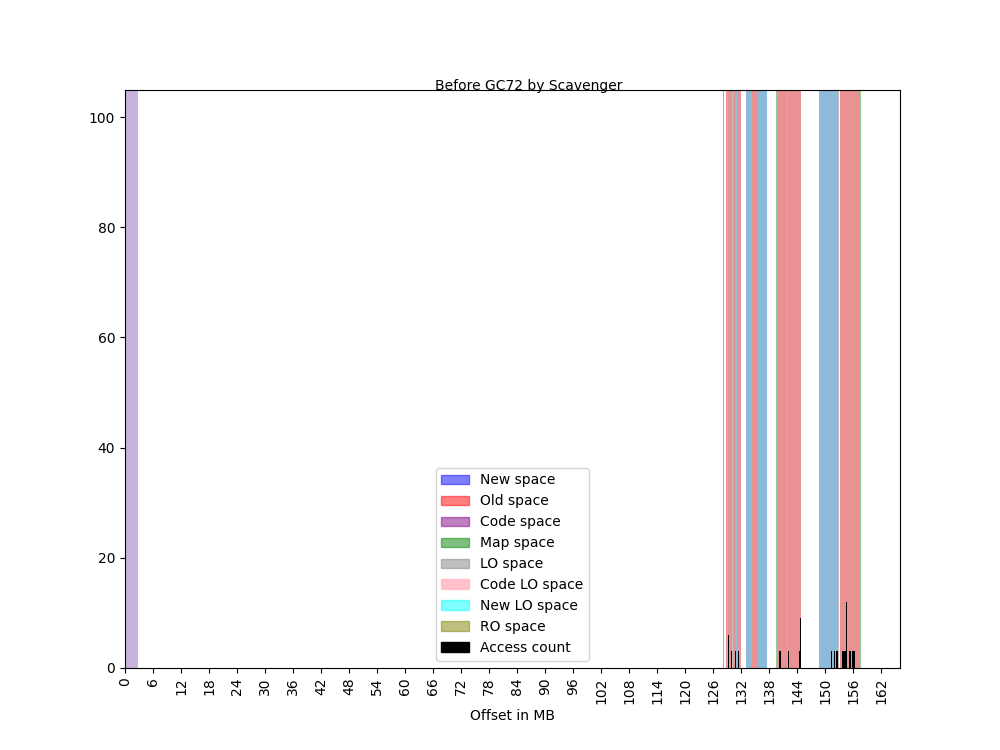 Before GC72 by Scavenger
100
80
60
40
20
0
New space
Old space
Code space
Map space
LO space
Code LO space
New LO space
RO space
Access count
0 6 12 18 24 30 36 42 48 54 60 66 72 78 84 90 96 102 108 114 120 126 132 138 144 150 156 162
Offset in MB